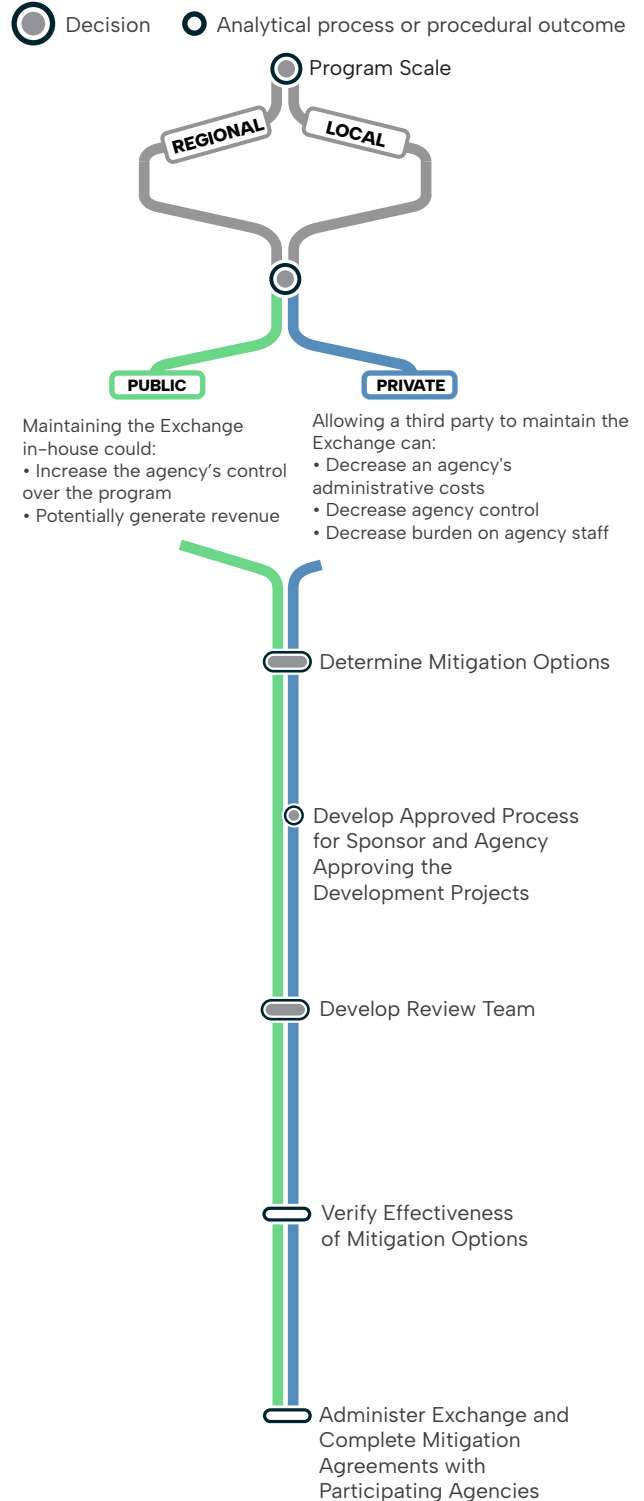 Decision
Analytical process or procedural outcome
Program Scale
REGIONAL
LOCAL
PUBLIC
PRIVATE
Maintaining the Exchange
in-house could:
• Increase the agency's control
over the program
• Potentially generate revenue
Allowing a third party to maintain the
Exchange can:
• Decrease an agency's
administrative costs
• Decrease agency control
• Decrease burden on agency staff
Determine Mitigation Options
Develop Approved Process
for Sponsor and Agency
Approving the
Development Projects
Develop Review Team
Verify Effectiveness
of Mitigation Options
Administer Exchange and
Complete Mitigation
Agreements with
Participating Agencies